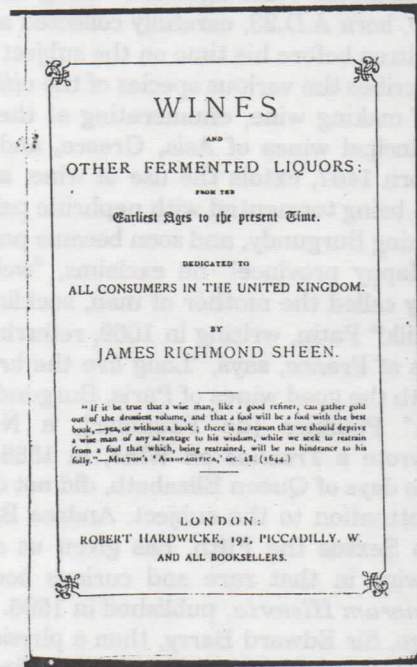 WINES
AND
OTHER FERMENTED LIQUORS;
FROM THE
Earliest Ages to the present Time.
DEDICATED TO
ALL CONSUMERS IN THE UNITED KINGDOM.
BY
JAMES RICHMOND SHEEN.
"If it be true that a wise man, like a good refiner, can gather gold
out of the drossiest volume, and that a fool will be a fool with the best
book,—yea, or without a book; there is no reason that we should deprive
a wise man of any advantage to his wisdom, while we seek to restrain
from a fool that which, being restrained, will be no hindrance to his
folly."—MILTON'S "AREOPAGITICA," sec. 28. (1644.)
LONDON:
ROBERT HARDWICKE, 192, PICCADILLY. W.
AND ALL BOOKSELLERS.